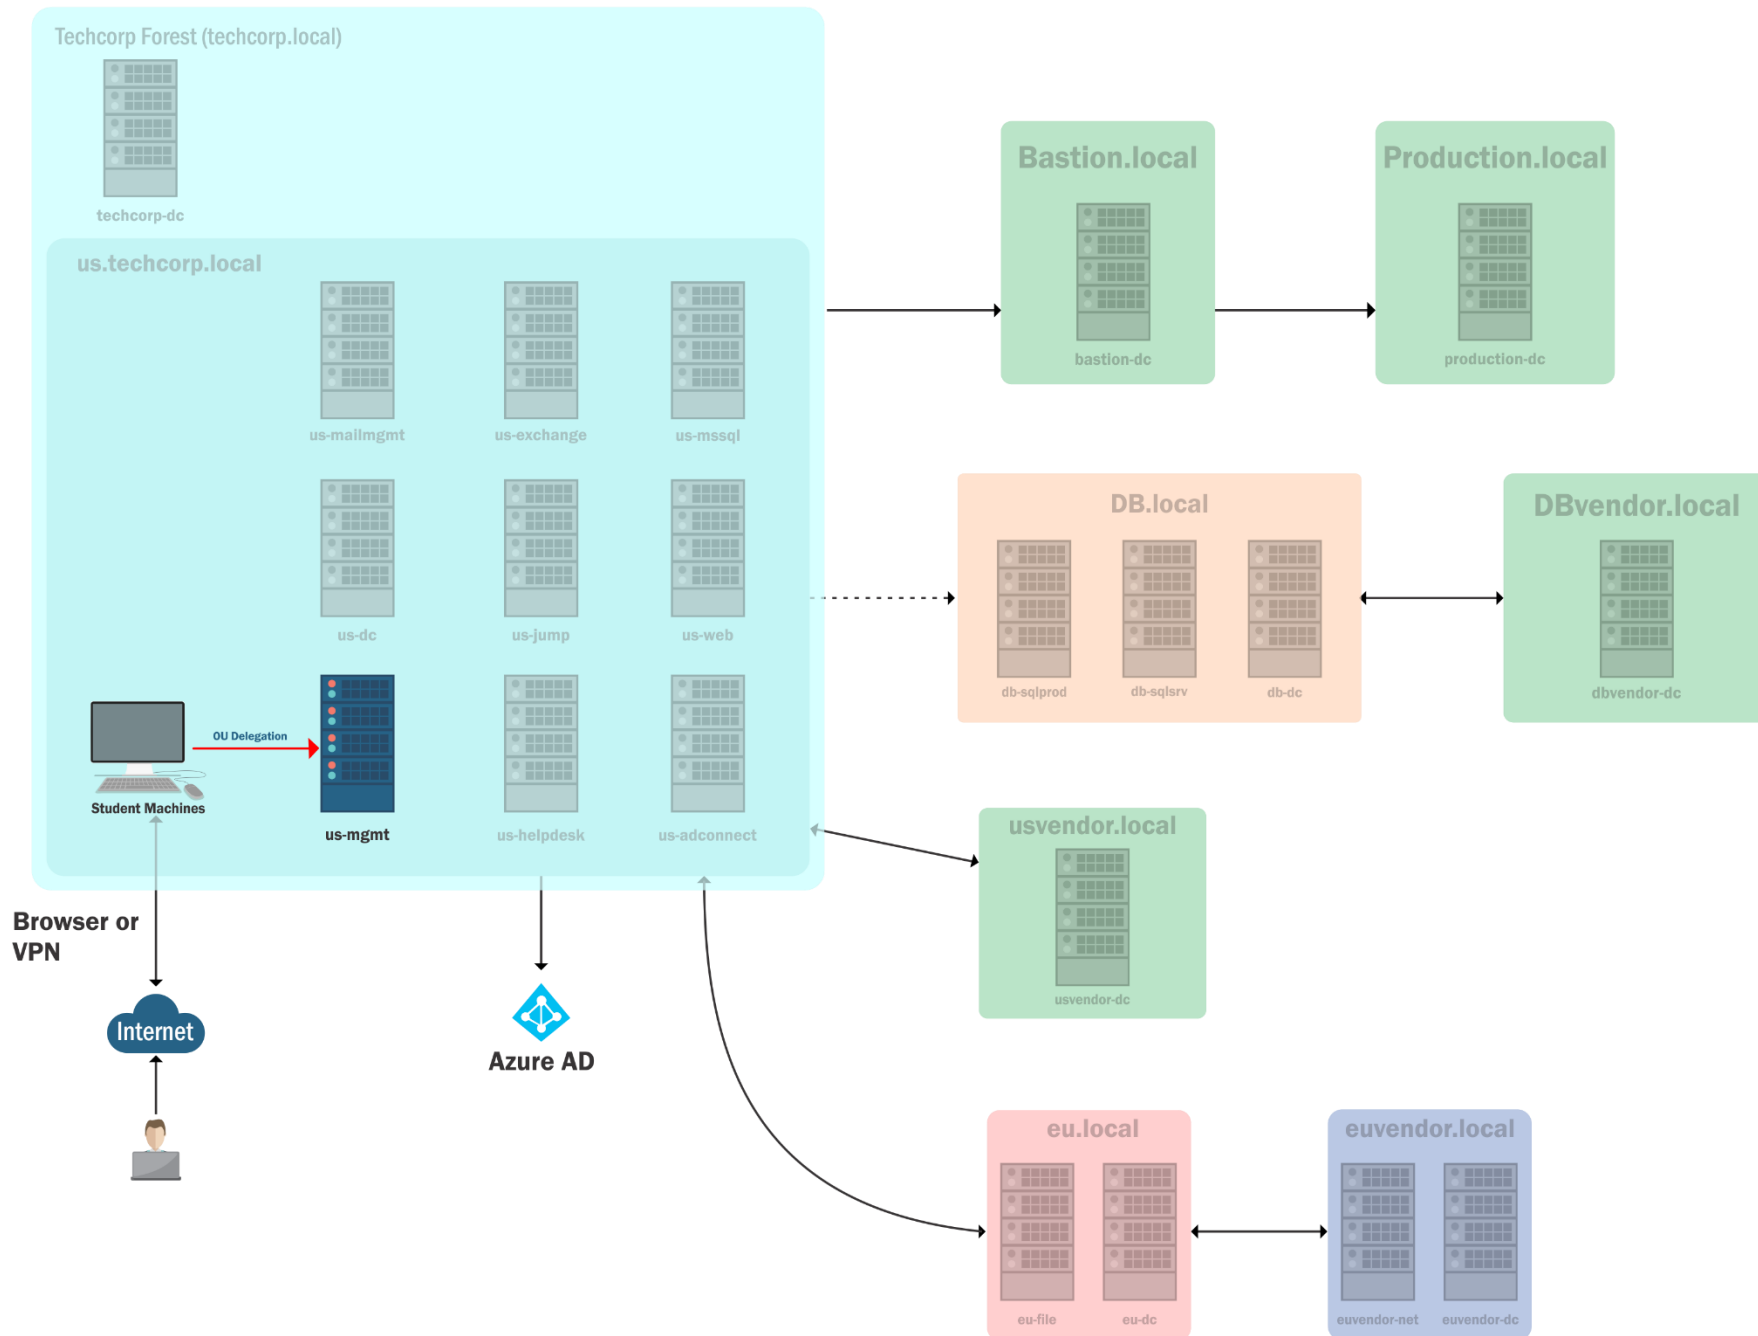 Techcorp Forest (techcorp.local)
techcorp-dc
us.techcorp.local
us-mailmgmt
us-exchange
us-mssql
us-dc
us-jump
us-web
OU Delegation
Student Machines
us-mgmt
us-helpdesk
us-adconnect
Bastion.local
bastion-dc
Production.local
production-dc
DB.local
db-sqlprod
db-sqlsrv
db-dc
DBvendor.local
dbvendor-dc
usvendor.local
usvendor-dc
Browser or
VPN
Internet
Azure AD
eu.local
eu-file
eu-dc
euvendor.local
euvendor-net
euvendor-dc